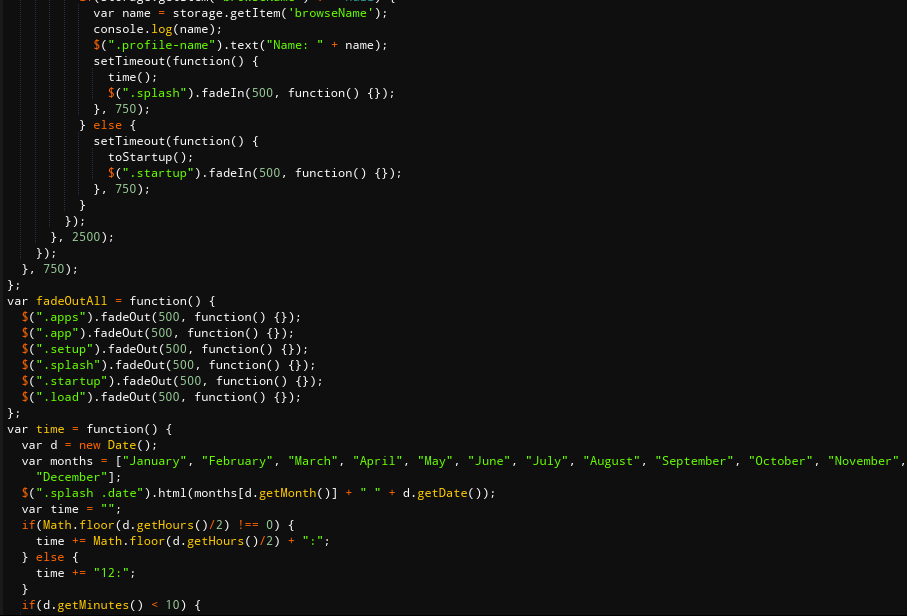 var name = storage.getItem('browseName');
console.log(name);
$(".profile-name").text("Name: " + name);
setTimeout(function() {
time();
$(".splash").fadeIn(500, function() {});
}, 750);
} else {
setTimeout(function() {
toStartup();
$(".startup").fadeIn(500, function() {});
}, 750);
}
});
}, 2500);
});
}, 750);
};
var fadeOutAll = function() {
$(".apps").fadeOut(500, function() {});
$(".app").fadeOut(500, function() {});
$(".setup").fadeOut(500, function() {});
$(".splash").fadeOut(500, function() {});
$(".startup").fadeOut(500, function() {});
$(".load").fadeOut(500, function() {});
};
var time = function() {
var d = new Date();
var months = ["January", "February", "March", "April", "May", "June", "July", "August", "September", "October", "November",
"December"];
$(".splash .date").html(months[d.getMonth()] + " " + d.getDate());
var time = "";
if(Math.floor(d.getHours()/2) !== 0) {
time += Math.floor(d.getHours()/2) + ":";
} else {
time += "12:";
}
if(d.getMinutes() < 10) {